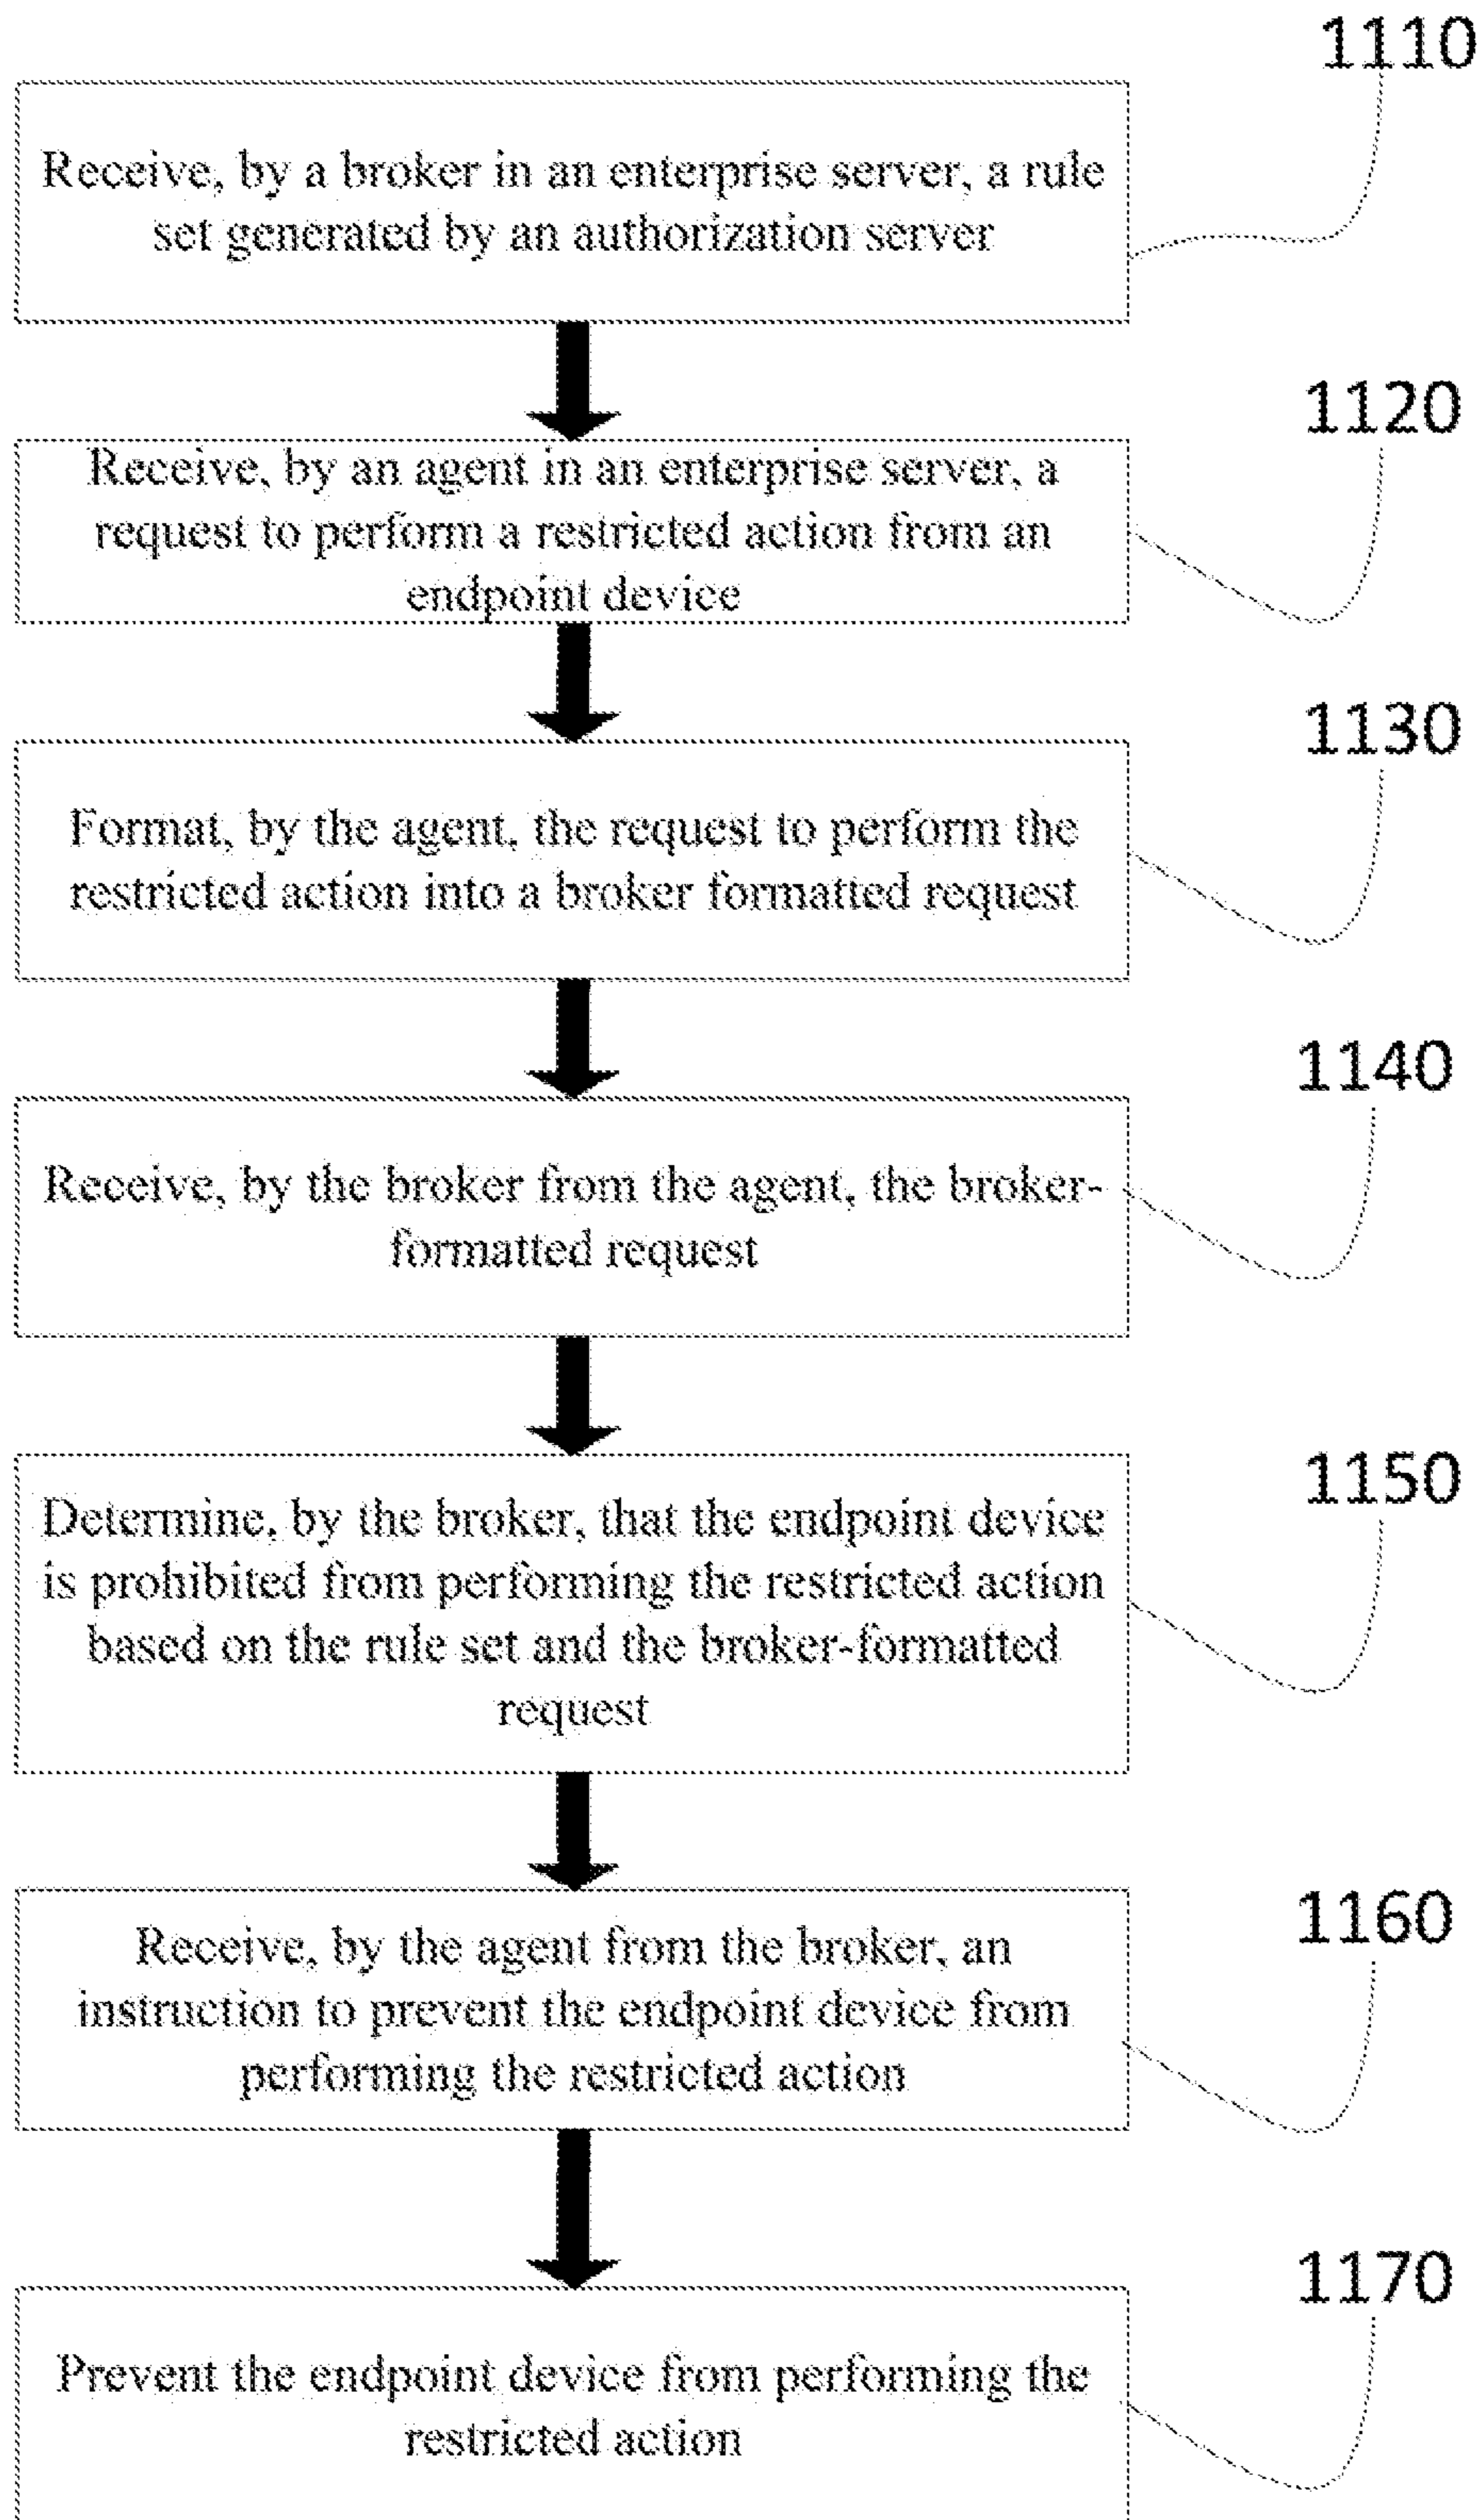 1110
Receive, by a broker in an enterprise server, a rule
set generated by an authorization server
1120
Receive, by an agent in an enterprise server, a
request to perform a restricted action from an
endpoint device
1130
Format, by the agent, the request to perform the
restricted action into a broker formatted request
1140
Receive, by the broker from the agent, the broker-
formatted request
1150
Determine, by the broker, that the endpoint device
is prohibited from performing the restricted action
based on the rule set and the broker-formatted
request
1160
Receive, by the agent from the broker, an
instruction to prevent the endpoint device from
performing the restricted action
1170
Prevent the endpoint device from performing the
restricted action